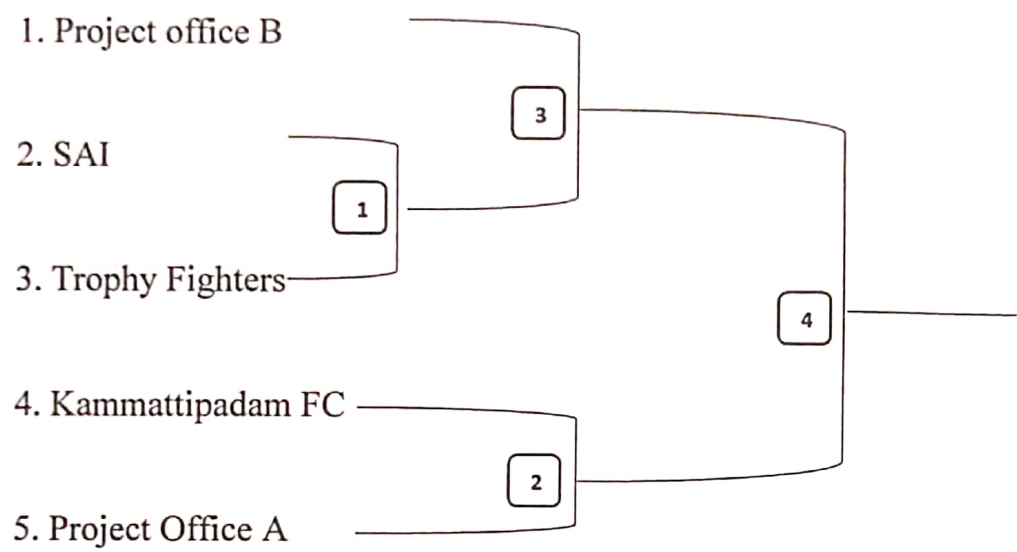 1. Project office B
3
2. SAI
1
3. Trophy Fighters
4
4. Kammattipadam FC
2
5. Project Office A